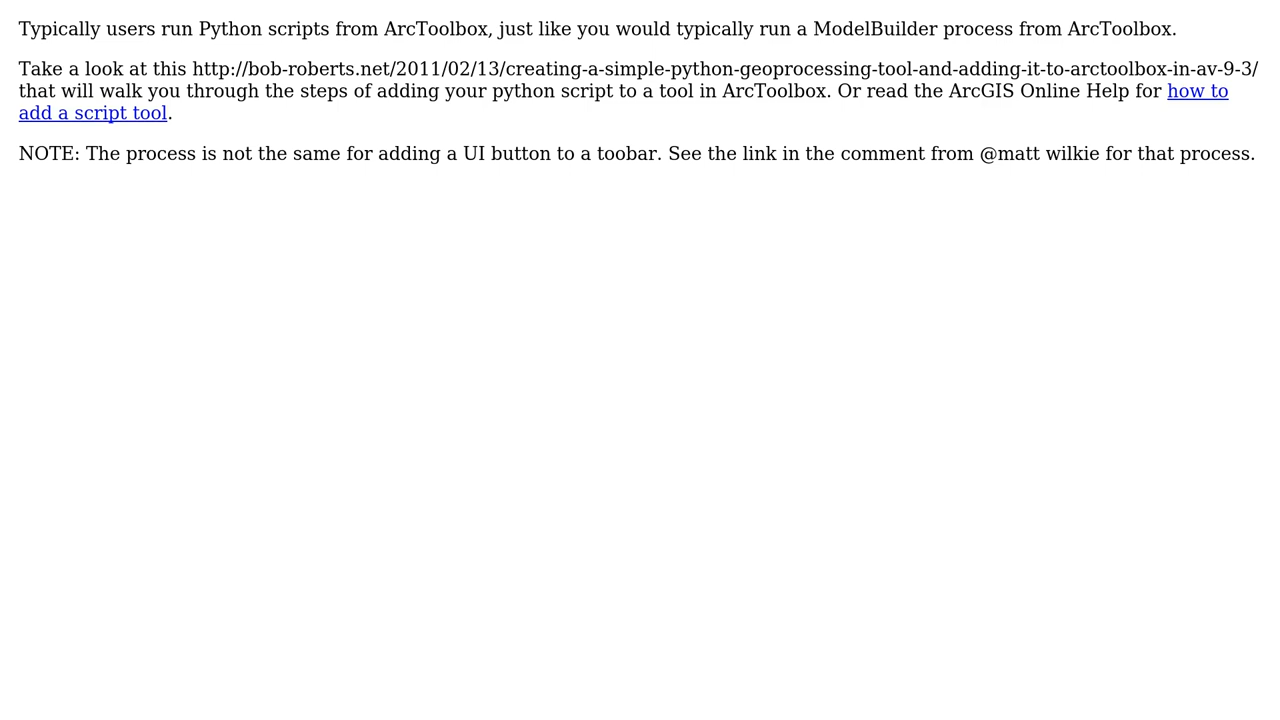 Typically users run Python scripts from ArcToolbox, just like you would typically run a ModelBuilder process from ArcToolbox.
Take a look at this http://bob-roberts.net/2011/02/13/creating-a-simple-python-geoprocessing-tool-and-adding-it-to-arctoolbox-in-av-9-3/
that will walk you through the steps of adding your python script to a tool in ArcToolbox. Or read the ArcGIS Online Help for how to
add a script tool.
NOTE: The process is not the same for adding a UI button to a toobar. See the link in the comment from @matt wilkie for that process.